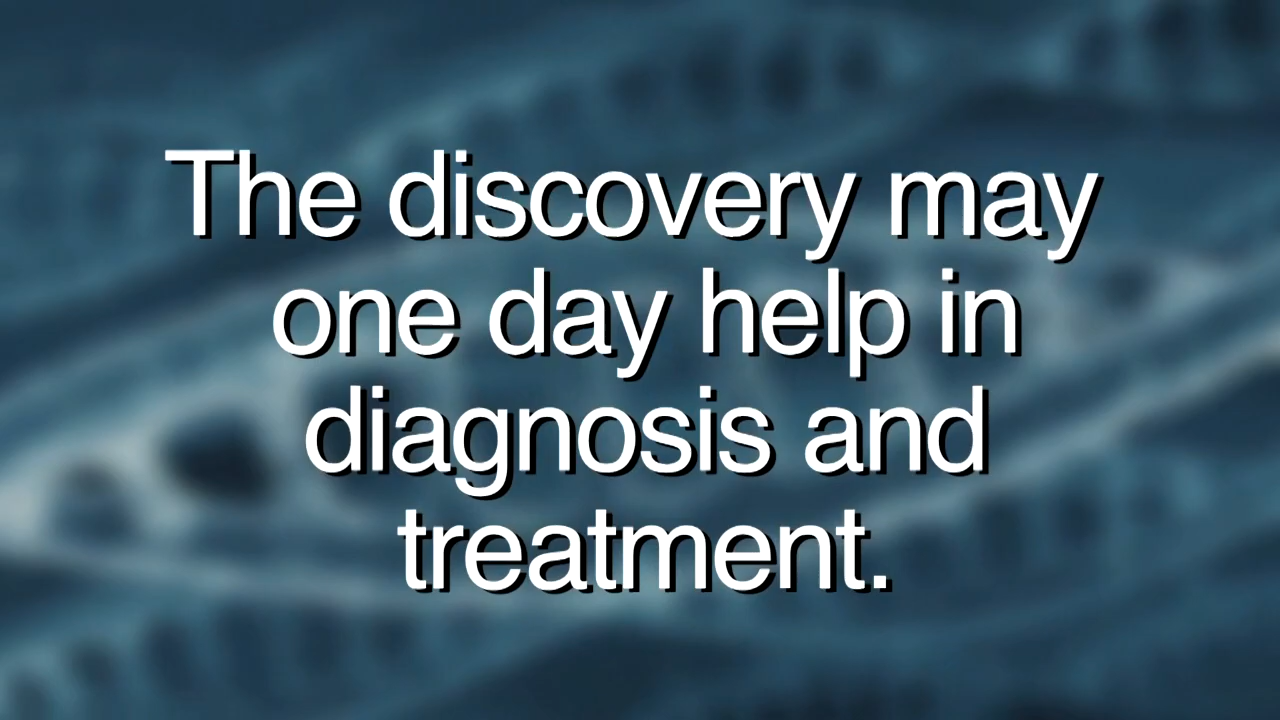 The discovery may
one day help in
diagnosis and
treatment.